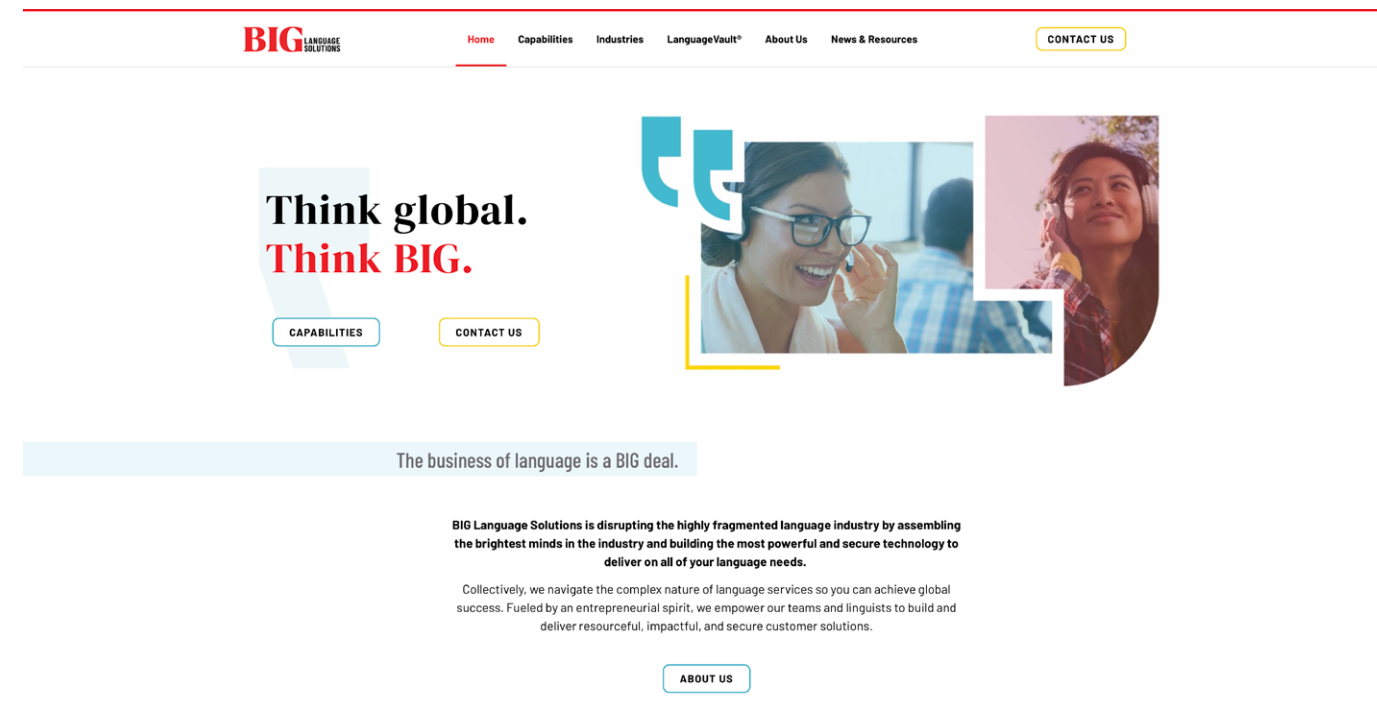 BIG LANGUAGE
SOLUTIONS
Home Capabilities Industries LanguageVault® About Us News & Resources
CONTACT US
Think global.
Think BIG.
CAPABILITIES CONTACT US
The business of language is a BIG deal.
BIG Language Solutions is disrupting the highly fragmented language industry by assembling
the brightest minds in the industry and building the most powerful and secure technology to
deliver on all of your language needs.
Collectively, we navigate the complex nature of language services so you can achieve global
success. Fueled by an entrepreneurial spirit, we empower our teams and linguists to build and
deliver resourceful, impactful, and secure customer solutions.
ABOUT US